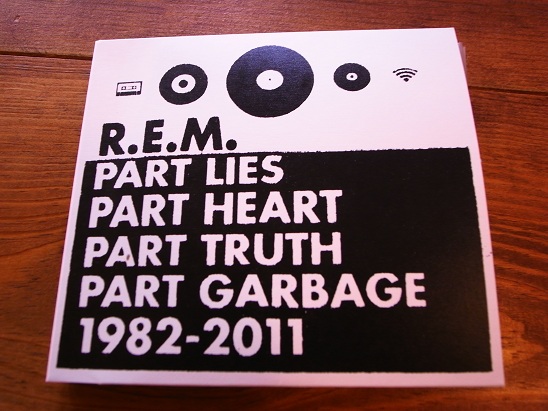 R.E.M.
PART LIES
PART HEART
PART TRUTH
PART GARBAGE
1982-2011